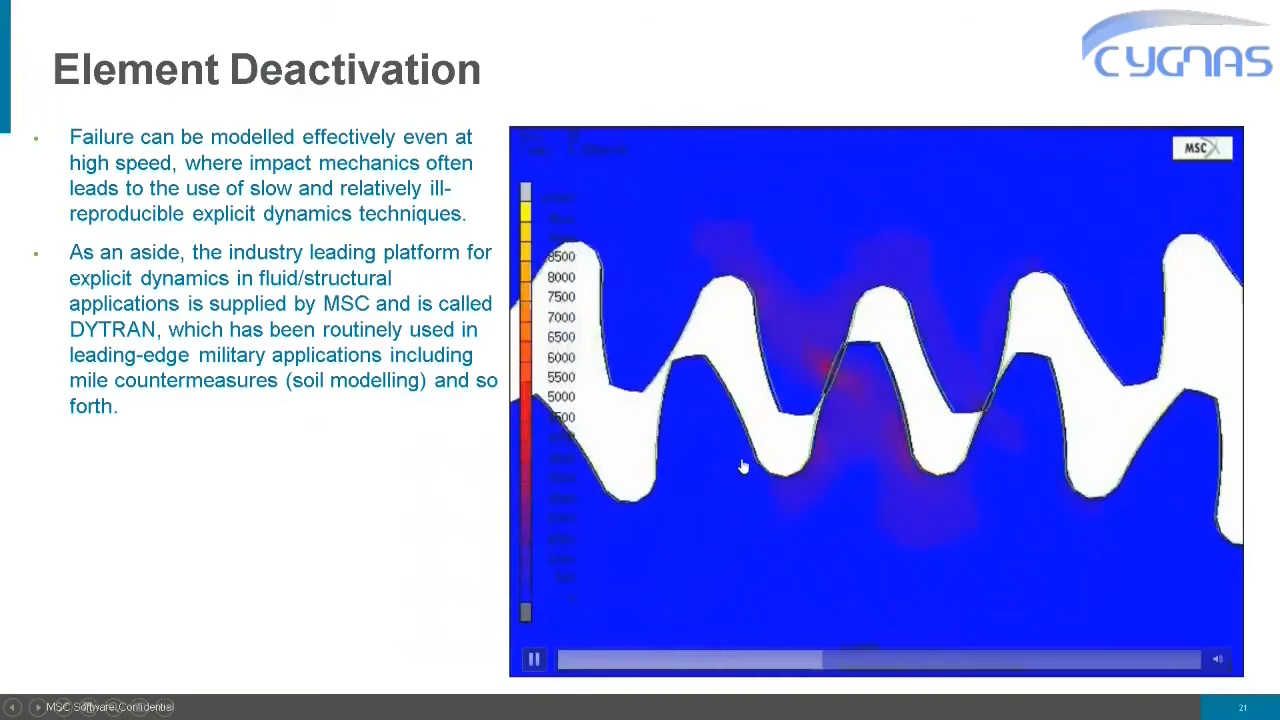 Element Deactivation
CYGNAS
Failure can be modelled effectively even at
high speed, where impact mechanics often
leads to the use of slow and relatively ill-
reproducible explicit dynamics techniques.
As an aside, the industry leading platform for
explicit dynamics in fluid/structural
applications is supplied by MSC and is called
DYTRAN, which has been routinely used in
leading-edge military applications including
mile countermeasures (soil modelling) and so
forth.
MSC
8500
8000
7500
7000
6500
6000
5500
5000
4500
MSC Software Confidential
21